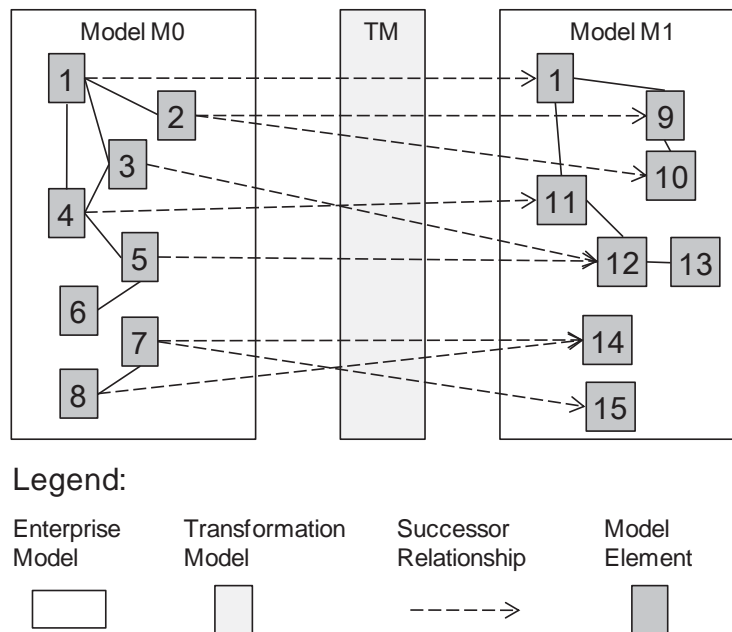 Model M0
TM
Model M1
1
1
2
9
3
10
4
11
5
12
13
6
7
14
8
15
Legend:
Enterprise
Model
Transformation
Model
Successor
Relationship
Model
Element